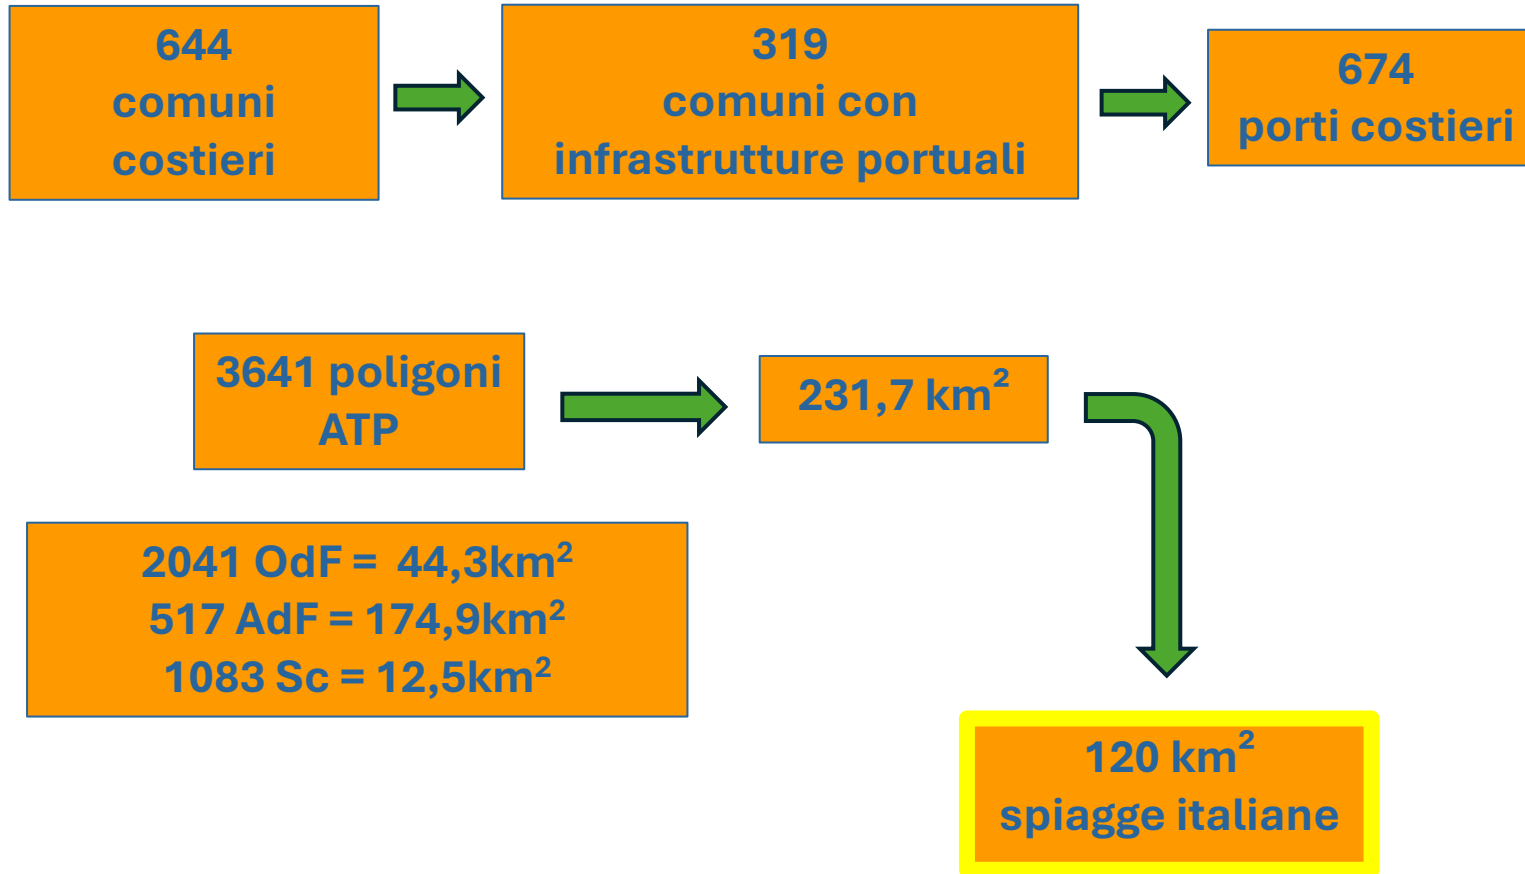 644
comuni
costieri
319
comuni con
infrastrutture portuali
674
porti costieri
3641 poligoni
ATP
231,7 km²
2041 OdF = 44,3km²
517 AdF = 174,9km²
1083 Sc = 12,5km²
120 km²
spiagge italiane